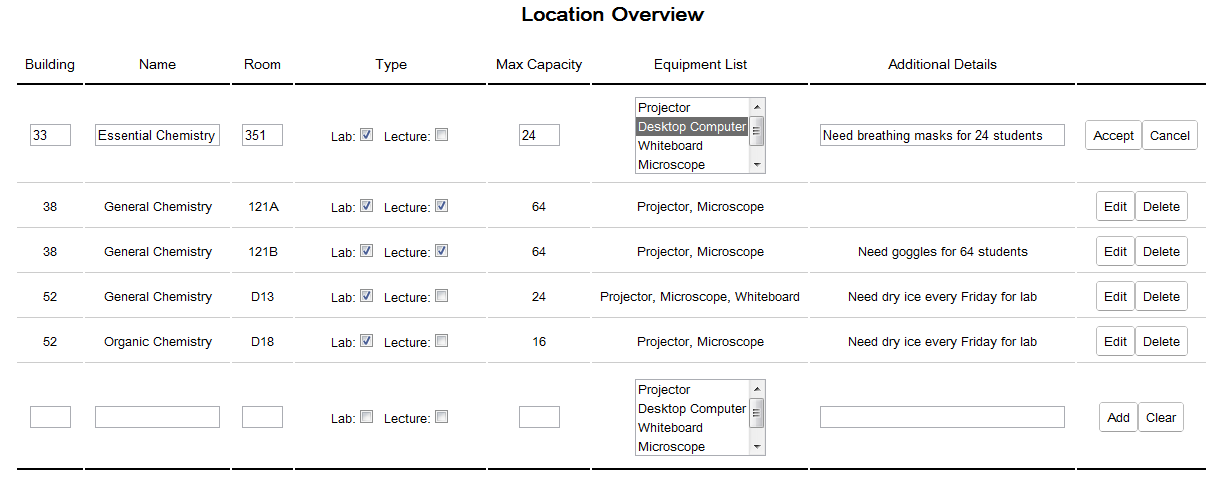 Location Overview
Building Name Room Type Max Capacity Equipment List Additional Details
33 Essential Chemistry 351 Lab: Lecture: 24 Projector Desktop Computer Whiteboard Microscope Need breathing masks for 24 students Accept Cancel
38 General Chemistry 121A Lab: Lecture: 64 Projector, Microscope Edit Delete
38 General Chemistry 121B Lab: Lecture: 64 Projector, Microscope Need goggles for 64 students Edit Delete
52 General Chemistry D13 Lab: Lecture: 24 Projector, Microscope, Whiteboard Need dry ice every Friday for lab Edit Delete
52 Organic Chemistry D18 Lab: Lecture: 16 Projector, Microscope Need dry ice every Friday for lab Edit Delete
Lab: Lecture: Projector Desktop Computer Whiteboard Microscope Add Clear